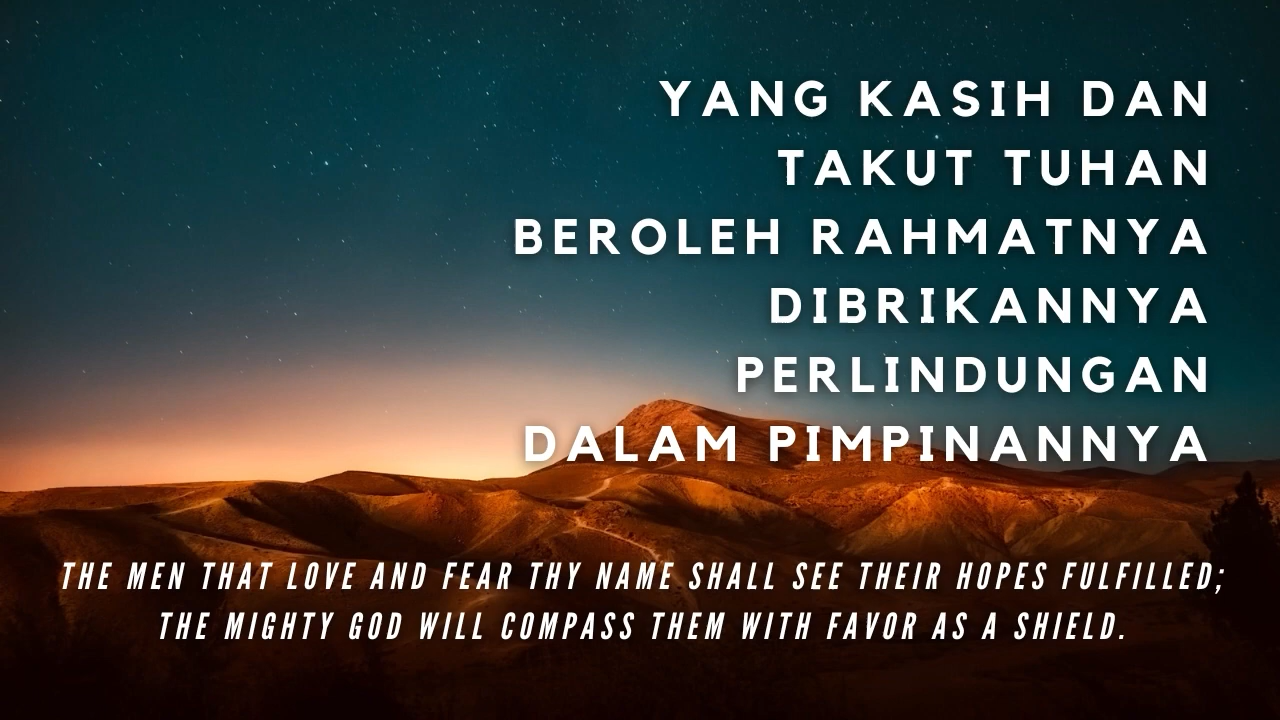 YANG KASIH DAN
TAKUT TUHAN
BEROLEH RAHMATNYA
DIBRIKANNYA
PERLINDUNGAN
DALAM PIMPINANNYA
THE MEN THAT LOVE AND FEAR THY NAME SHALL SEE THEIR HOPES FULFILLED;
THE MIGHTY GOD WILL COMPASS THEM WITH FAVOR AS A SHIELD.